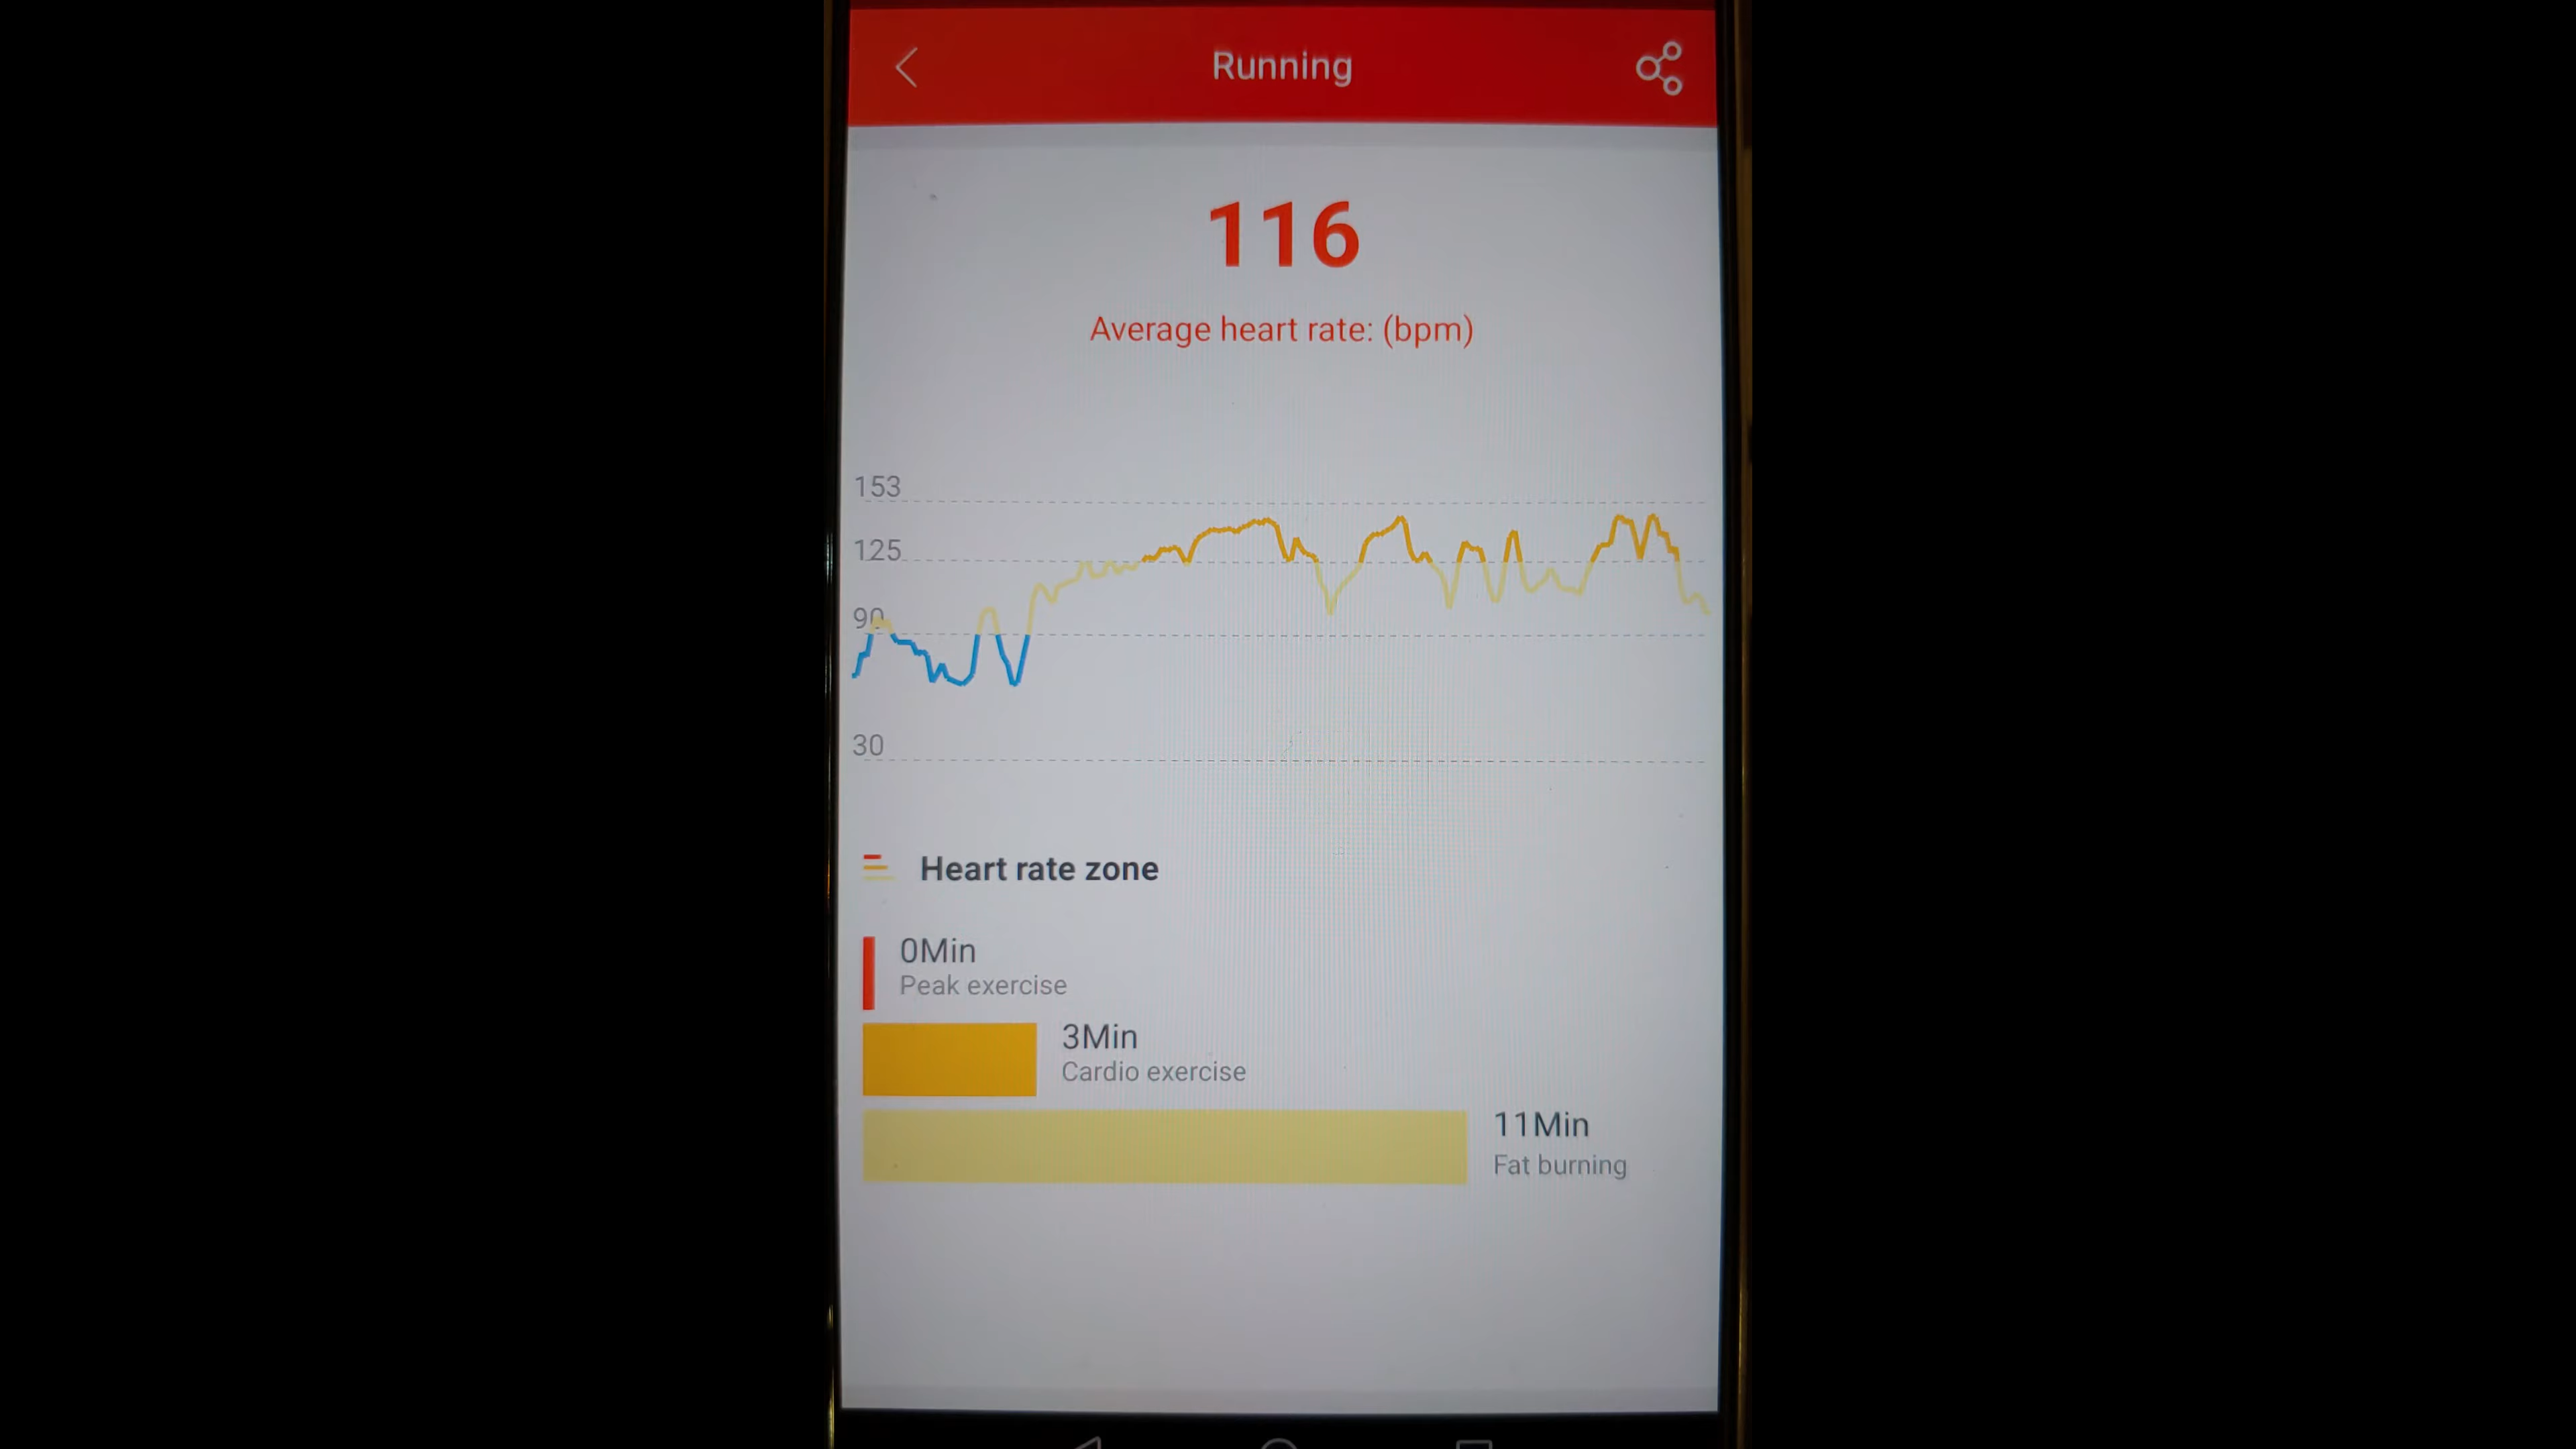 Running
116
Average heart rate: (bpm)
153
125
90
30
Heart rate zone
0Min
Peak exercise
3Min
Cardio exercise
11Min
Fat burning